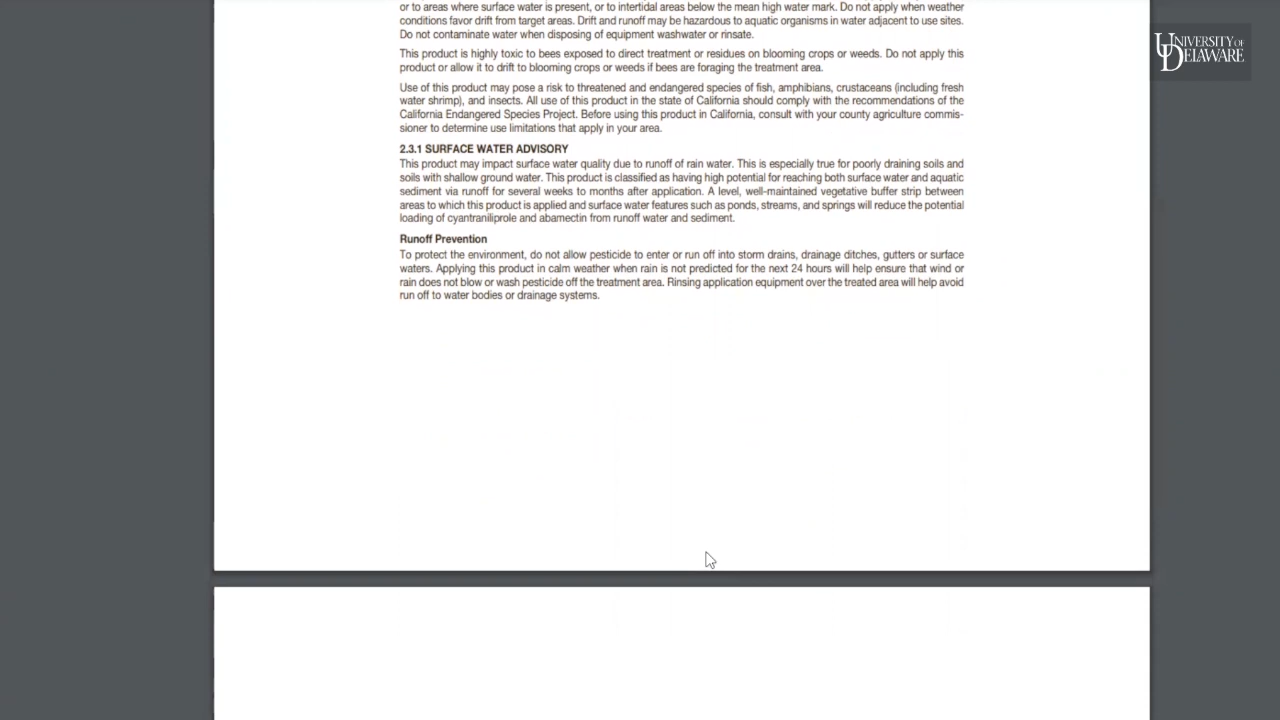 or to areas where surface water is present, or to intertidal areas below the mean high water mark. Do not apply when weather
conditions favor drift from target areas. Drift and runoff may be hazardous to aquatic organisms in water adjacent to use sites.
Do not contaminate water when disposing of equipment washwater or rinsate.
This product is highly toxic to bees exposed to direct treatment or residues on blooming crops or weeds. Do not apply this
product or allow it to drift to blooming crops or weeds if bees are foraging the treatment area.
Use of this product may pose a risk to threatened and endangered species of fish, amphibians, crustaceans (including fresh
water shrimp), and insects. All use of this product in the state of California should comply with the recommendations of the
California Endangered Species Project. Before using this product in California, consult with your county agriculture commis-
sioner to determine use limitations that apply in your area.
2.3.1 SURFACE WATER ADVISORY
This product may impact surface water quality due to runoff of rain water. This is especially true for poorly draining soils and
soils with shallow ground water. This product is classified as having high potential for reaching both surface water and aquatic
sediment via runoff for several weeks to months after application. A level, well-maintained vegetative buffer strip between
areas to which this product is applied and surface water features such as ponds, streams, and springs will reduce the potential
loading of cyantraniliprole and abamectin from runoff water and sediment.
Runoff Prevention
To protect the environment, do not allow pesticide to enter or run off into storm drains, drainage ditches, gutters or surface
waters. Applying this product in calm weather when rain is not predicted for the next 24 hours will help ensure that wind or
rain does not blow or wash pesticide off the treatment area. Rinsing application equipment over the treated area will help avoid
run off to water bodies or drainage systems.
UNIVERSITY OF
DELAWARE